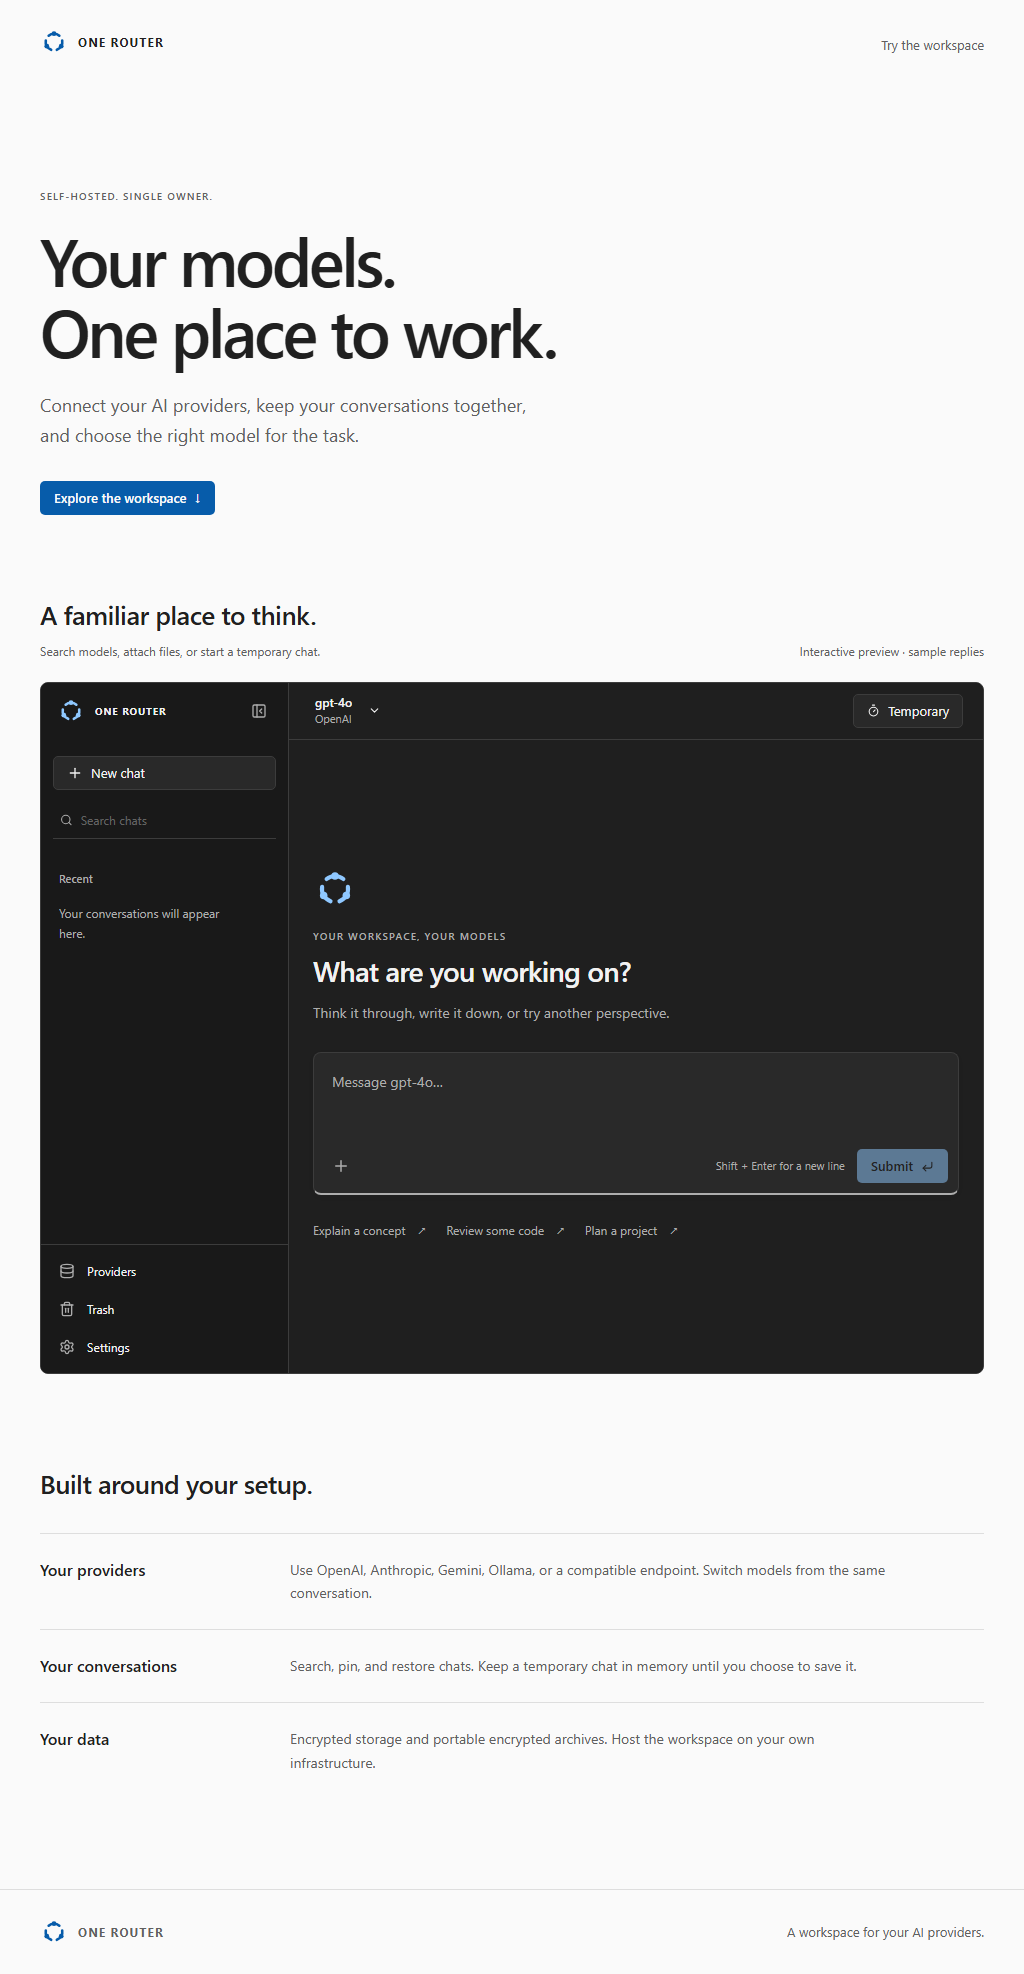 ONE ROUTER
Try the workspace
SELF-HOSTED. SINGLE OWNER.
Your models.
One place to work.
Connect your AI providers, keep your conversations together,
and choose the right model for the task.
Explore the workspace ↓
A familiar place to think.
Search models, attach files, or start a temporary chat.
Interactive preview · sample replies
ONE ROUTER
gpt-4o
OpenAI
Temporary
New chat
Search chats
Recent
Your conversations will appear
here.
YOUR WORKSPACE, YOUR MODELS
What are you working on?
Think it through, write it down, or try another perspective.
Message gpt-4o...
Shift + Enter for a new line
Submit
Explain a concept ↗
Review some code ↗
Plan a project ↗
Providers
Trash
Settings
Built around your setup.
Your providers
Use OpenAI, Anthropic, Gemini, Ollama, or a compatible endpoint. Switch models from the same
conversation.
Your conversations
Search, pin, and restore chats. Keep a temporary chat in memory until you choose to save it.
Your data
Encrypted storage and portable encrypted archives. Host the workspace on your own
infrastructure.
ONE ROUTER
A workspace for your AI providers.